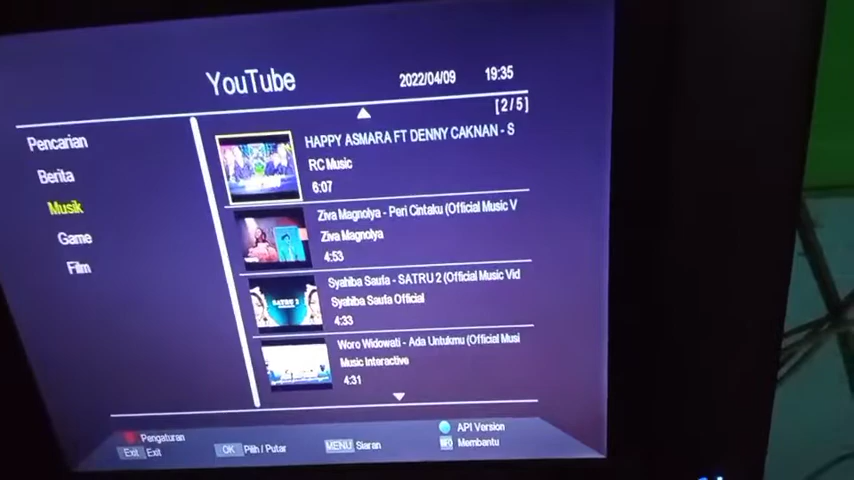 YouTube
2022/04/09 19:35
[2/5]
Pencarian
Berita
Musik
Game
Film
HAPPY ASMARA FT DENNY CAKNAN - S
RC Music
6:07
Ziva Magnolya - Peri Cintaku (Official Music V
Ziva Magnolya
4:53
SATRU 2
Syahiba Saufa - SATRU 2 (Official Music Vid
Syahiba Saufa Official
4:33
Woro Widowati - Ada Untukmu (Official Musi
Music Interactive
4:31
Pengaturan
Exit Exit
OK Pilih / Putar
MENU Siaran
API Version
INFO Membantu